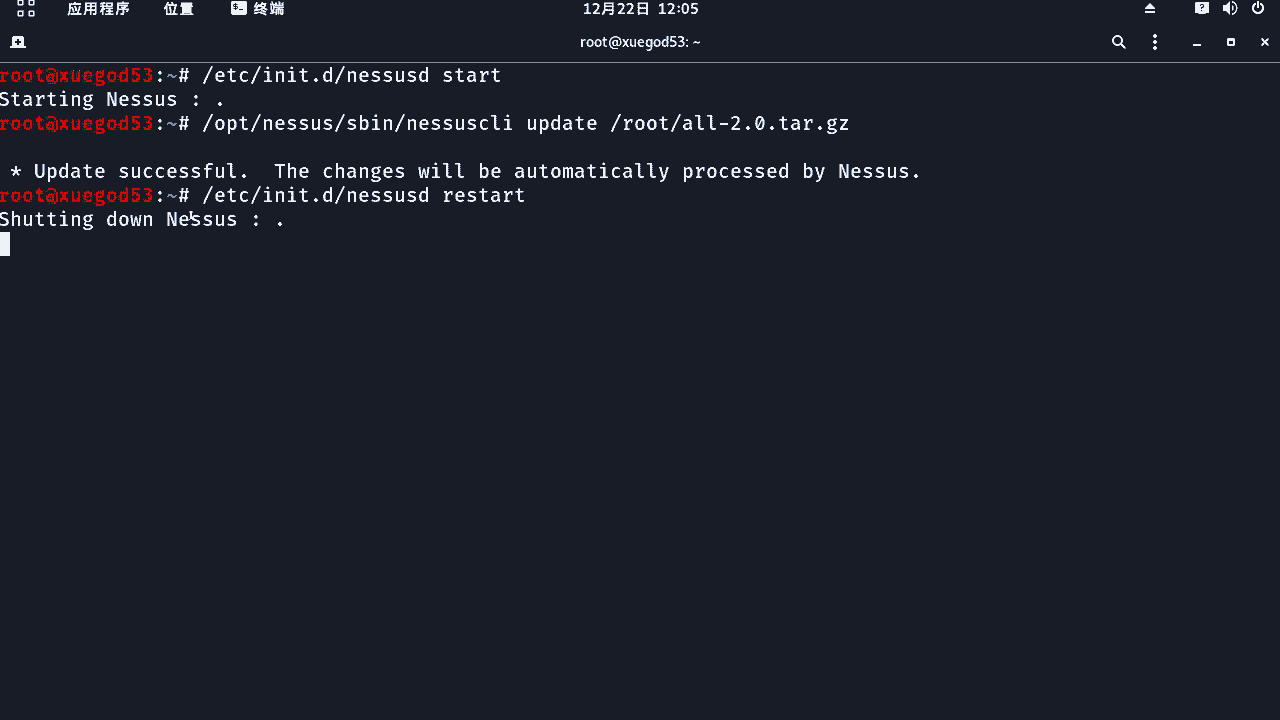 应用程序 位置 终端 12月22日 12:05
root@xuegod53: ~
root@xuegod53:~# /etc/init.d/nessusd start
Starting Nessus : .
root@xuegod53:~# /opt/nessus/sbin/nessuscli update /root/all-2.0.tar.gz
* Update successful.  The changes will be automatically processed by Nessus.
root@xuegod53:~# /etc/init.d/nessusd restart
Shutting down Nessus : .